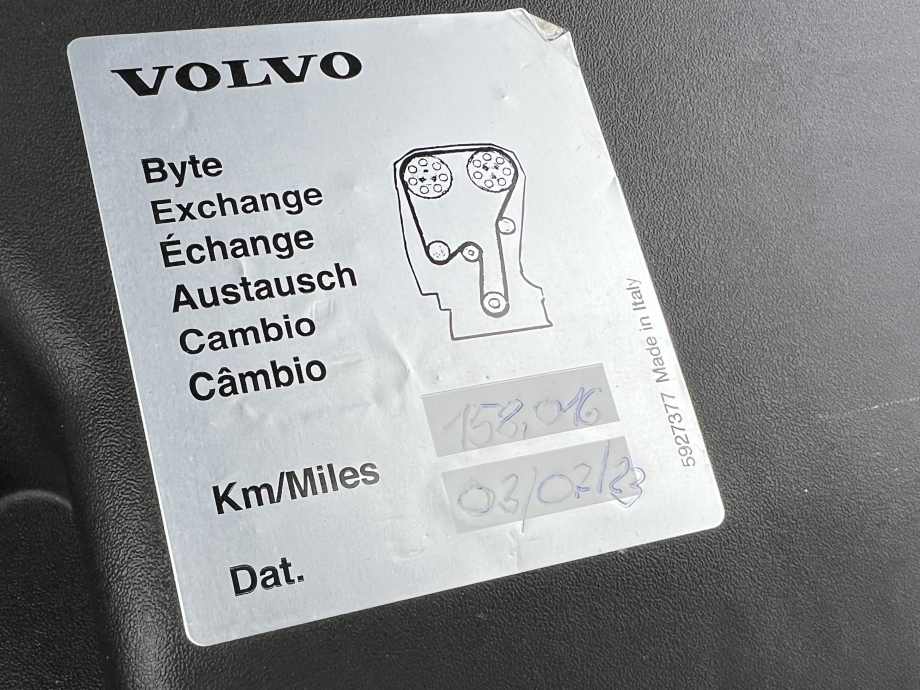 VOLVO
Byte
Exchange
Échange
Austausch
Cambio
Câmbio
Km/Miles
158,016
Dat.
03/07/23
5927377 Made in Italy